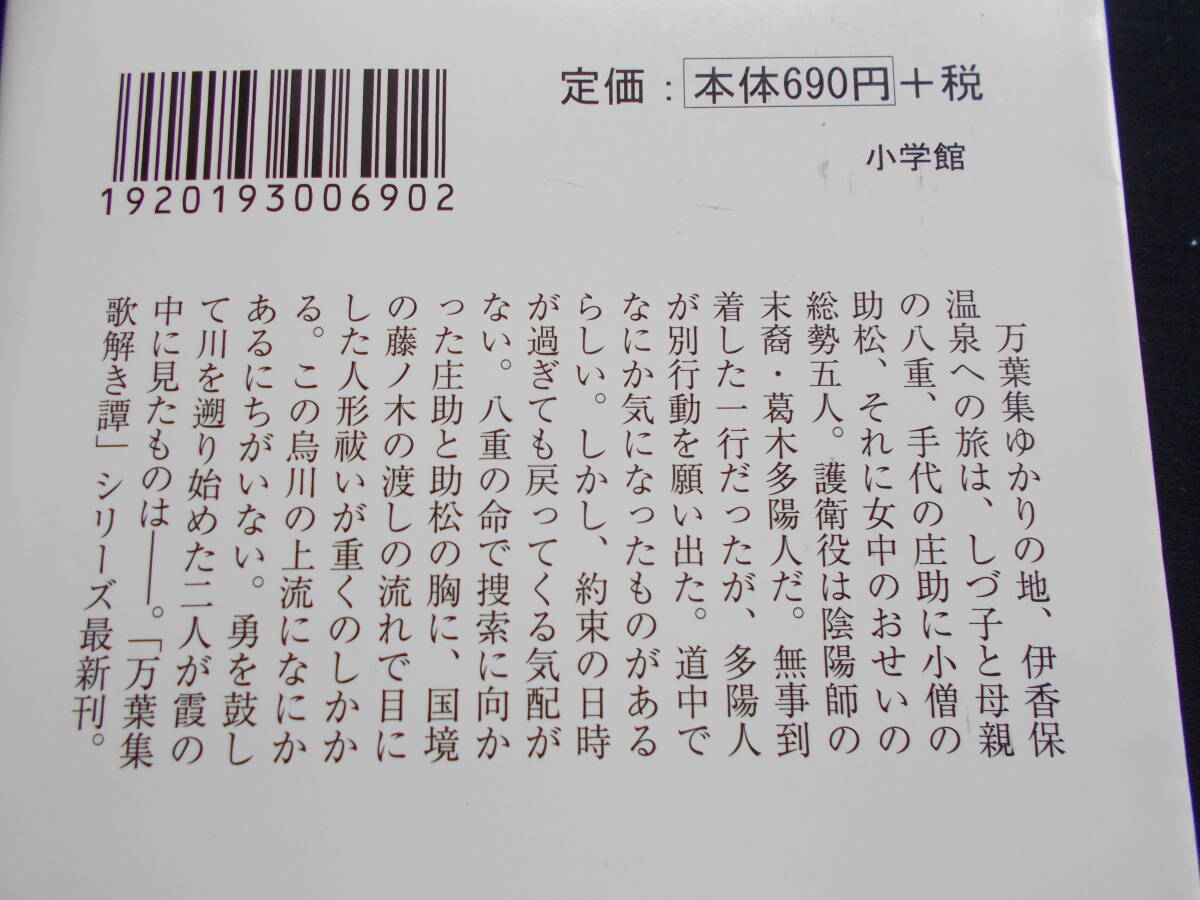 定価：本体690円＋税
小学館
1920193006902
万葉集ゆかりの地、伊香保
温泉への旅は、しづ子と母親
の八重、手代の庄助に小僧の
助松、それに女中のおせいの
総勢五人。護衛役は陰陽師の
末裔・葛木多陽人だ。無事到
着した一行だったが、多陽人
が別行動を願い出た。道中で
なにか気になったものがある
らしい。しかし、約束の日時
が過ぎても戻ってくる気配が
ない。八重の命で捜索に向か
った庄助と助松の胸に、国境
の藤ノ木の渡しの流れで目に
した人形祓いが重くのしかか
る。この烏川の上流になにか
あるにちがいない。勇を鼓し
て川を遡り始めた二人が霞の
中に見たものは――。「万葉集
歌解き譚」シリーズ最新刊。